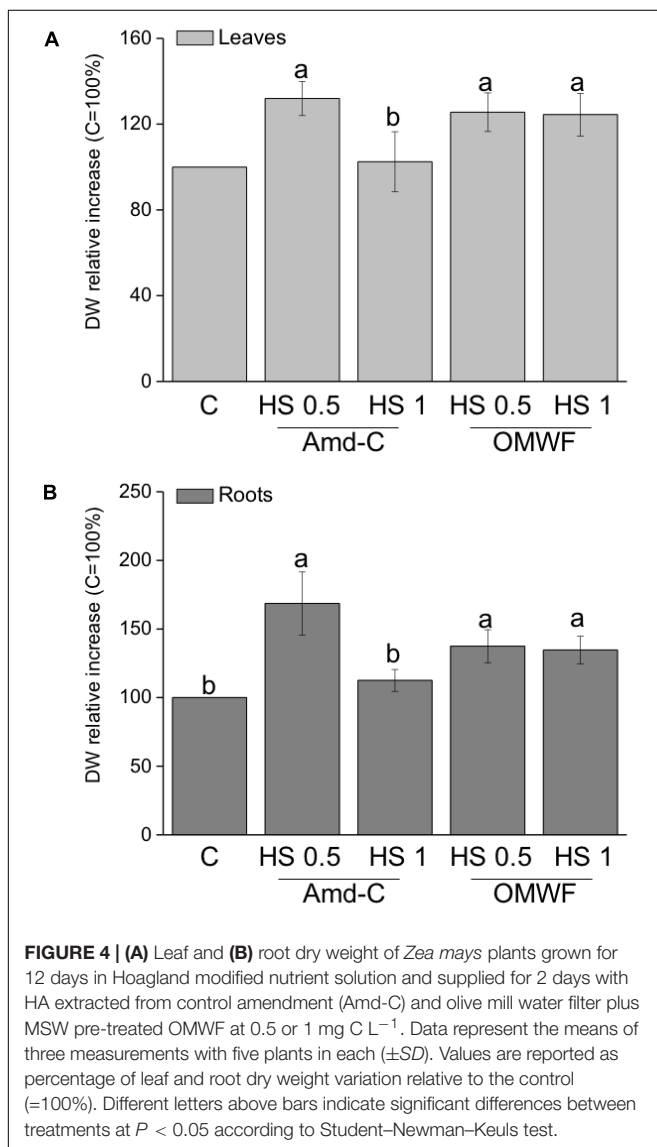 A
Leaves
DW relative increase (C=100%)
160
120
80
40
0
a
b
a
a
C
HS 0.5
HS 1
HS 0.5
HS 1
Amd-C
OMWF
B
Roots
DW relative increase (C=100%)
250
200
150
100
50
0
b
a
b
a
a
C
HS 0.5
HS 1
HS 0.5
HS 1
Amd-C
OMWF
FIGURE 4 | (A) Leaf and (B) root dry weight of Zea mays plants grown for
12 days in Hoagland modified nutrient solution and supplied for 2 days with
HA extracted from control amendment (Amd-C) and olive mill water filter plus
MSW pre-treated OMWF at 0.5 or 1 mg C L⁻¹. Data represent the means of
three measurements with five plants in each (±SD). Values are reported as
percentage of leaf and root dry weight variation relative to the control
(=100%). Different letters above bars indicate significant differences between
treatments at P < 0.05 according to Student–Newman–Keuls test.